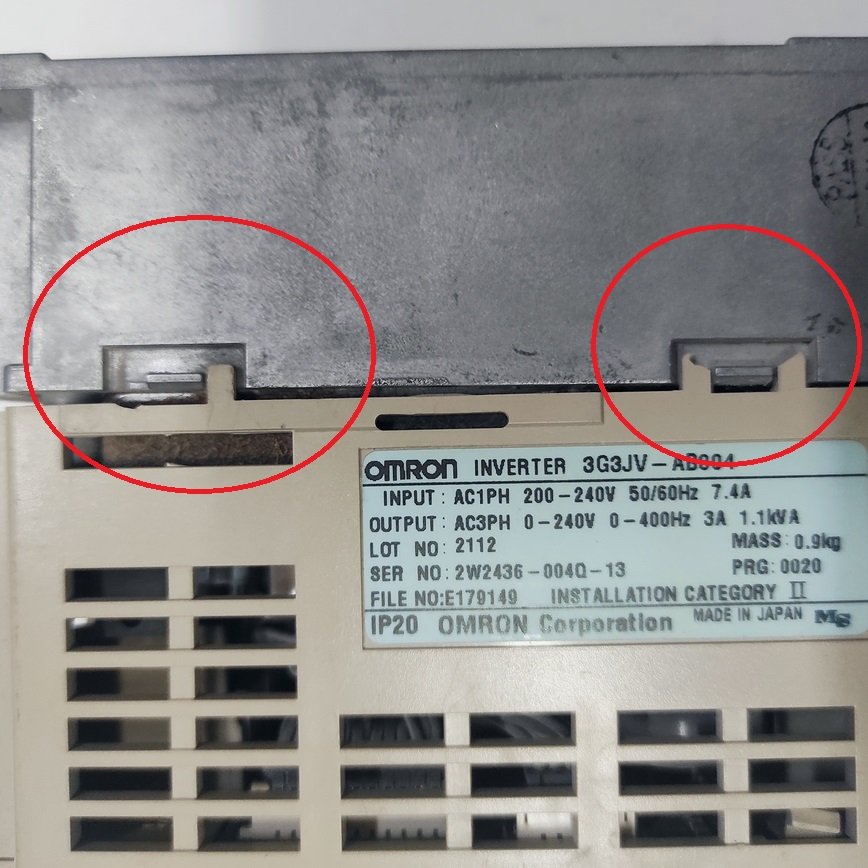 OMRON INVERTER 3G3JV-AB004
INPUT: AC1PH 200-240V 50/60Hz 7.4A
OUTPUT: AC3PH 0-240V 0-400Hz 3A 1.1kVA
LOT NO: 2112 MASS: 0.9kg
SER NO: 2W2436-004Q-13 PRG: 0020
FILE NO:E179149 INSTALLATION CATEGORY II
IP20 OMRON Corporation MADE IN JAPAN MS